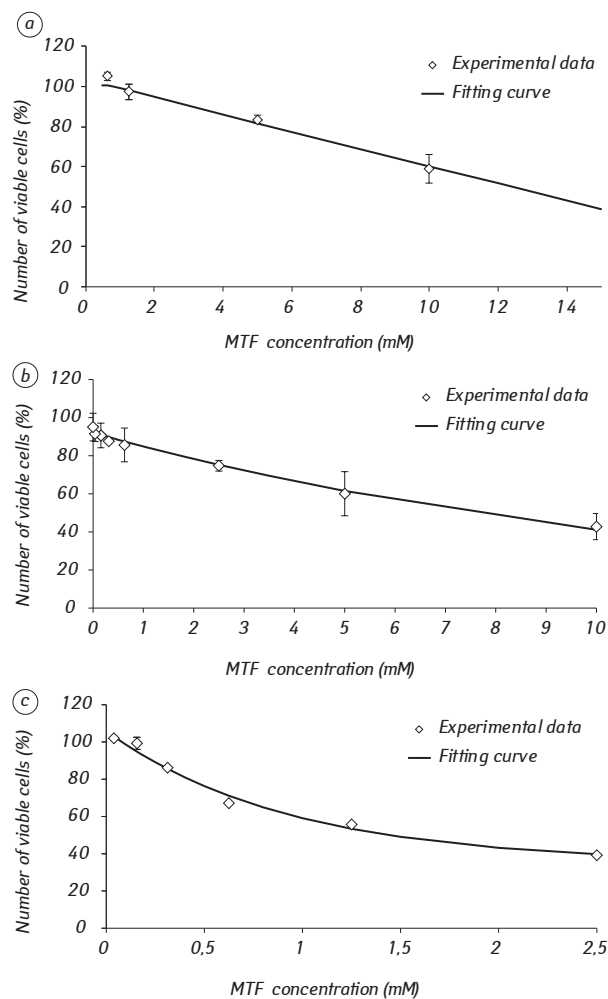 a
120
100
80
60
40
20
0
Number of viable cells (%)
Experimental data
Fitting curve
0 2 4 6 8 10 12 14
MTF concentration (mM)
b
120
100
80
60
40
20
0
Number of viable cells (%)
Experimental data
Fitting curve
0 1 2 3 4 5 6 7 8 9 10
MTF concentration (mM)
c
120
100
80
60
40
20
0
Number of viable cells (%)
Experimental data
Fitting curve
0 0,5 1 1,5 2 2,5
MTF concentration (mM)